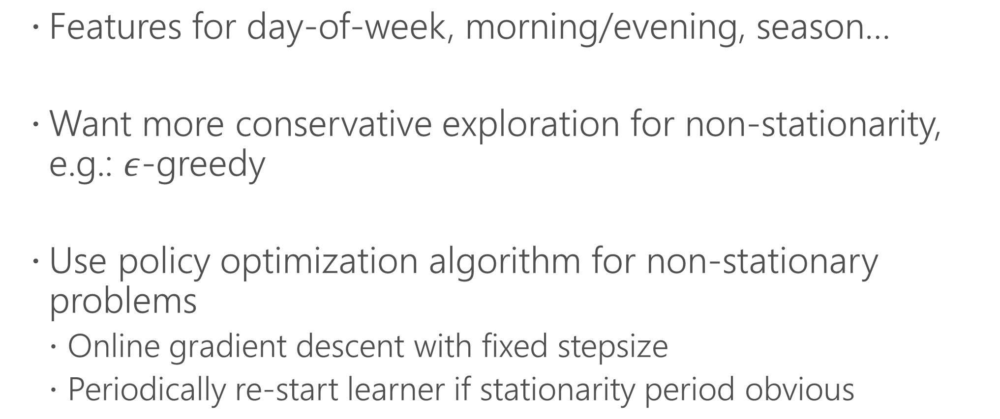 · Features for day-of-week, morning/evening, season…
· Want more conservative exploration for non-stationarity,
e.g.: ϵ-greedy
· Use policy optimization algorithm for non-stationary
problems
· Online gradient descent with fixed stepsize
· Periodically re-start learner if stationarity period obvious